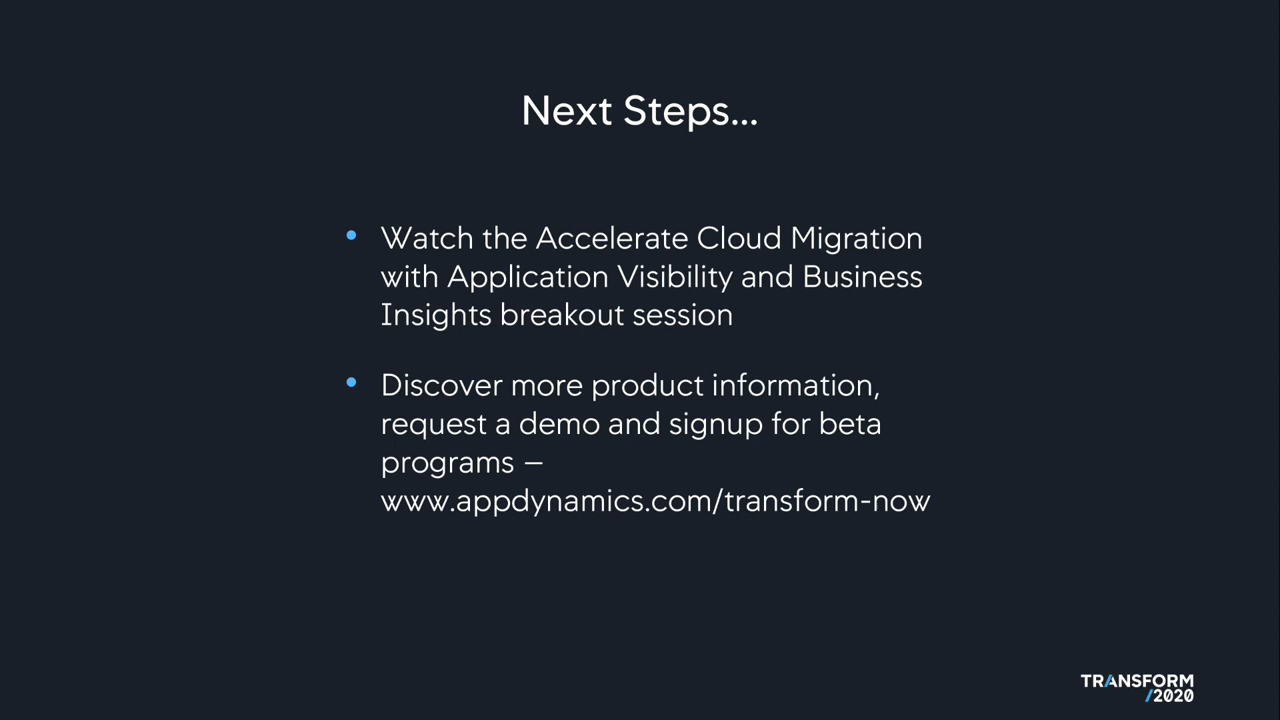 Next Steps...
• Watch the Accelerate Cloud Migration
with Application Visibility and Business
Insights breakout session
• Discover more product information,
request a demo and signup for beta
programs –
www.appdynamics.com/transform-now
TRANSFORM
/2020